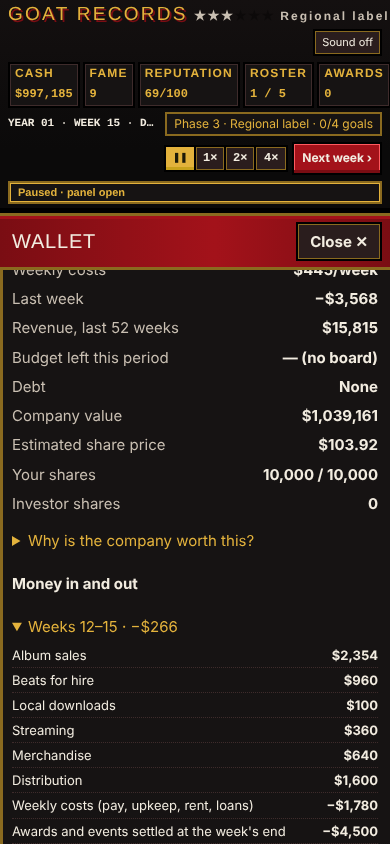 GOAT RECORDS ★★★★★ Regional label
Sound off
CASH FAME REPUTATION ROSTER AWARDS
$997,185 9 69/100 1 / 5 0
YEAR 01 · WEEK 15 · D… Phase 3 · Regional label · 0/4 goals
1× 2× 4× Next week ›
Paused · panel open
WALLET Close ✕
Weekly costs $445/week
Last week −$3,568
Revenue, last 52 weeks $15,815
Budget left this period — (no board)
Debt None
Company value $1,039,161
Estimated share price $103.92
Your shares 10,000 / 10,000
Investor shares 0
▶ Why is the company worth this?
Money in and out
▼ Weeks 12–15 · −$266
Album sales $2,354
Beats for hire $960
Local downloads $100
Streaming $360
Merchandise $640
Distribution $1,600
Weekly costs (pay, upkeep, rent, loans) −$1,780
Awards and events settled at the week's end −$4,500